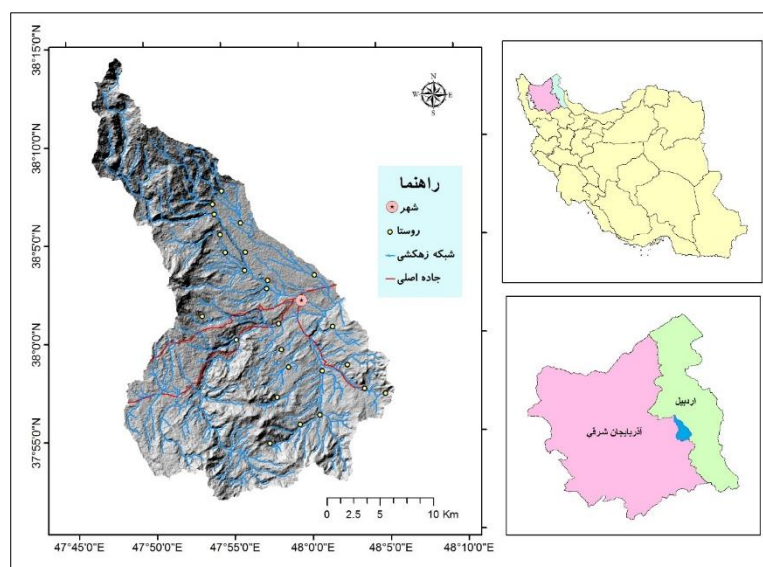 38°15'0"N
38°10'0"N
38°5'0"N
38°0'0"N
37°55'0"N
N
W E
S
راهنما
شهر
روستا
شبکه زهکشی
جاده اصلی
0 2.5 5 10 Km
47°45'0"E 47°50'0"E 47°55'0"E 48°0'0"E 48°5'0"E 48°10'0"E
اردبیل
آذربایجان شرقی